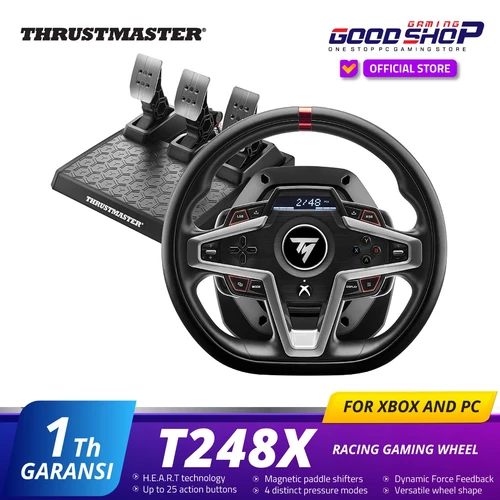 THRUSTMASTER®
GAMING
GOODSHOP
ONE STOP PC GAMING STORE
OFFICIAL STORE
THRUSTMASTER
2/48
FOR XBOX AND PC
1Th
GARANSI
T248X
RACING GAMING WHEEL
• H.E.A.R.T technology
• Up to 25 action buttons
• Magnetic paddle shifters
• 4 distinct pressure modes
• Dynamic Force Feedback
• Versatile wheel shape